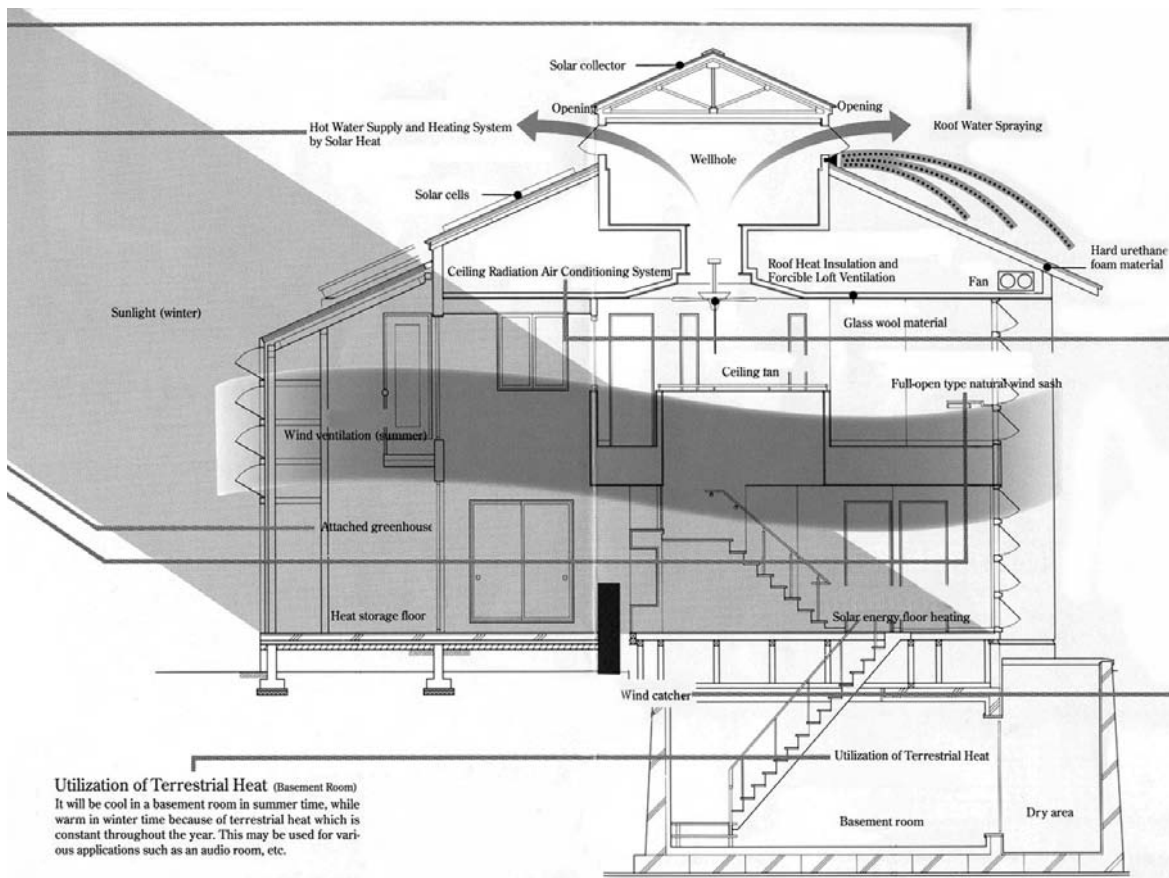 Solar collector
Opening
Opening
Hot Water Supply and Heating System
by Solar Heat
Roof Water Spraying
Wellhole
Solar cells
Hard urethane
foam material
Ceiling Radiation Air Conditioning System
Roof Heat Insulation and
Forcible Loft Ventilation
Fan
Sunlight (winter)
Glass wool material
Ceiling tan
Full-open type natural wind sash
Wind ventilation (summer)
Attached greenhouse
Heat storage floor
Solar energy floor heating
Wind catcher
Utilization of Terrestrial Heat
Utilization of Terrestrial Heat (Basement Room)
It will be cool in a basement room in summer time, while
warm in winter time because of terrestrial heat which is
constant throughout the year. This may be used for vari-
ous applications such as an audio room, etc.
Basement room
Dry area